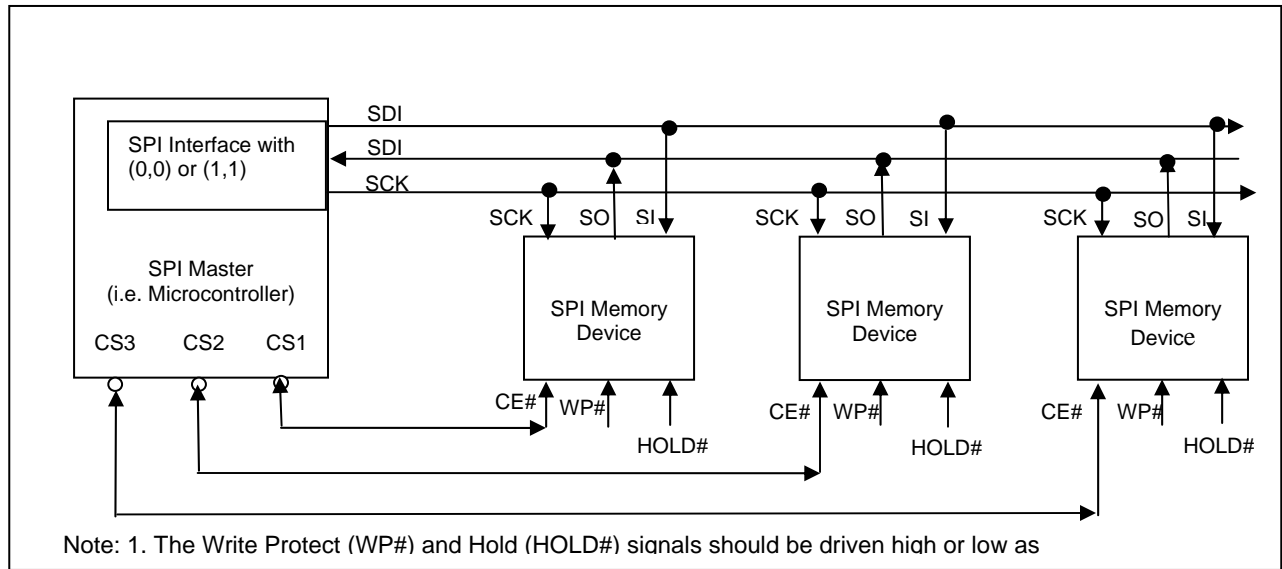 SDI
SPI Interface with
(0,0) or (1,1)
SDI
SCK
SCK SO SI SCK SO SI SCK SO SI
SPI Master
(i.e. Microcontroller)
SPI Memory
Device
SPI Memory
Device
SPI Memory
Device
CS3 CS2 CS1
CE# WP# CE# WP# CE# WP#
HOLD# HOLD# HOLD#
Note: 1. The Write Protect (WP#) and Hold (HOLD#) signals should be driven high or low as